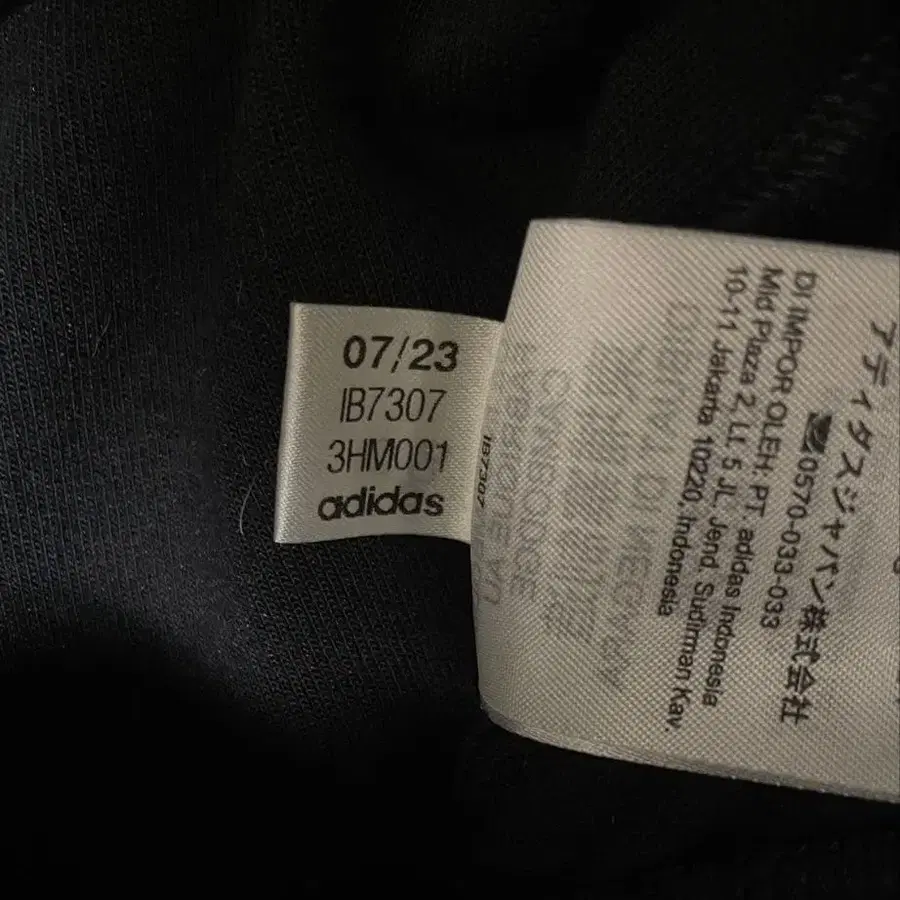 07/23
IB7307
3HM001
adidas
IB7307
アディダスジャパン株式会社
0570-033-033
DI IMPOR OLEH: PT. adidas Indonesia
Mid Plaza 2, Lt. 5 Jl. Jend. Sudirman Kav.
10-11 Jakarta 10220. Indonesia